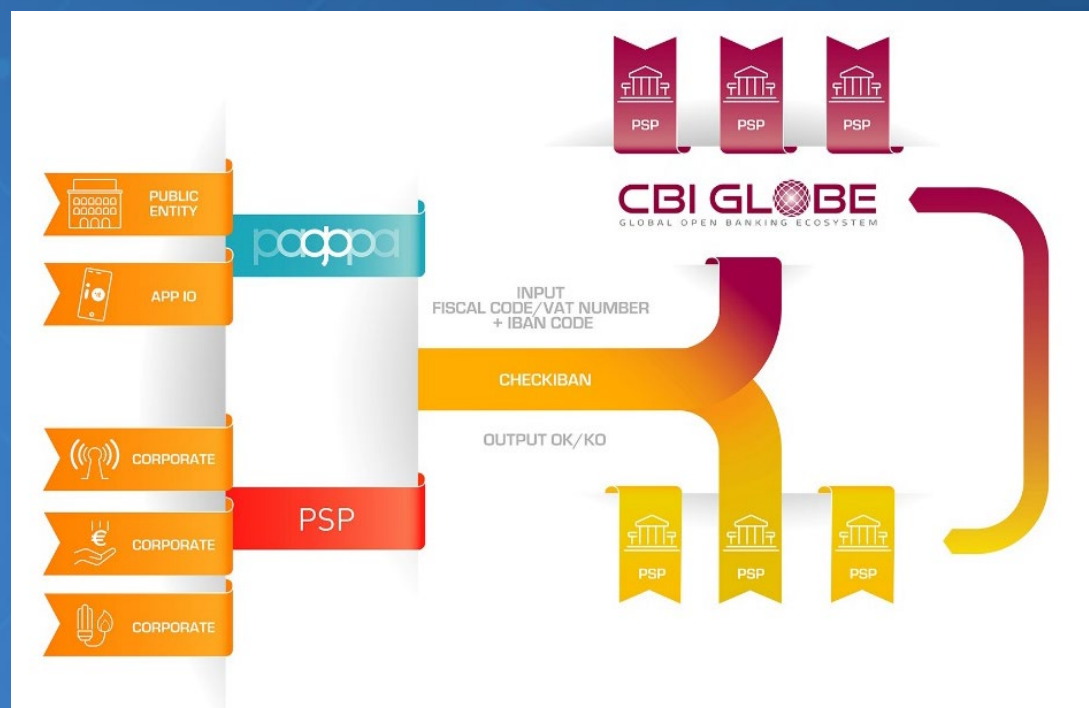 PSP
PSP
PSP
CBI GLOBE
GLOBAL OPEN BANKING ECOSYSTEM
PUBLIC
ENTITY
pagopa
APP IO
INPUT
FISCAL CODE/VAT NUMBER
+ IBAN CODE
CHECKIBAN
OUTPUT OK/KO
CORPORATE
PSP
CORPORATE
CORPORATE
PSP
PSP
PSP